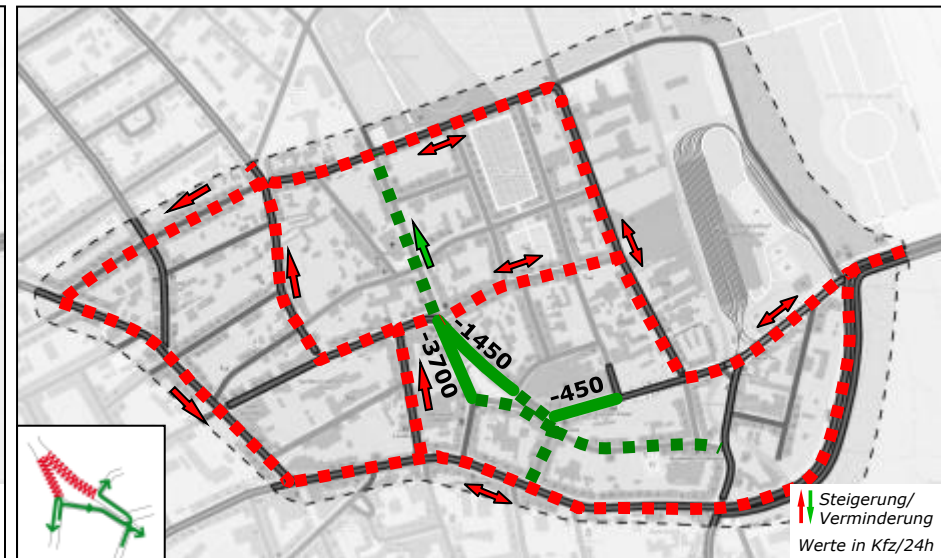 -1450
-3700
-450
Steigerung/
Verminderung
Werte in Kfz/24h